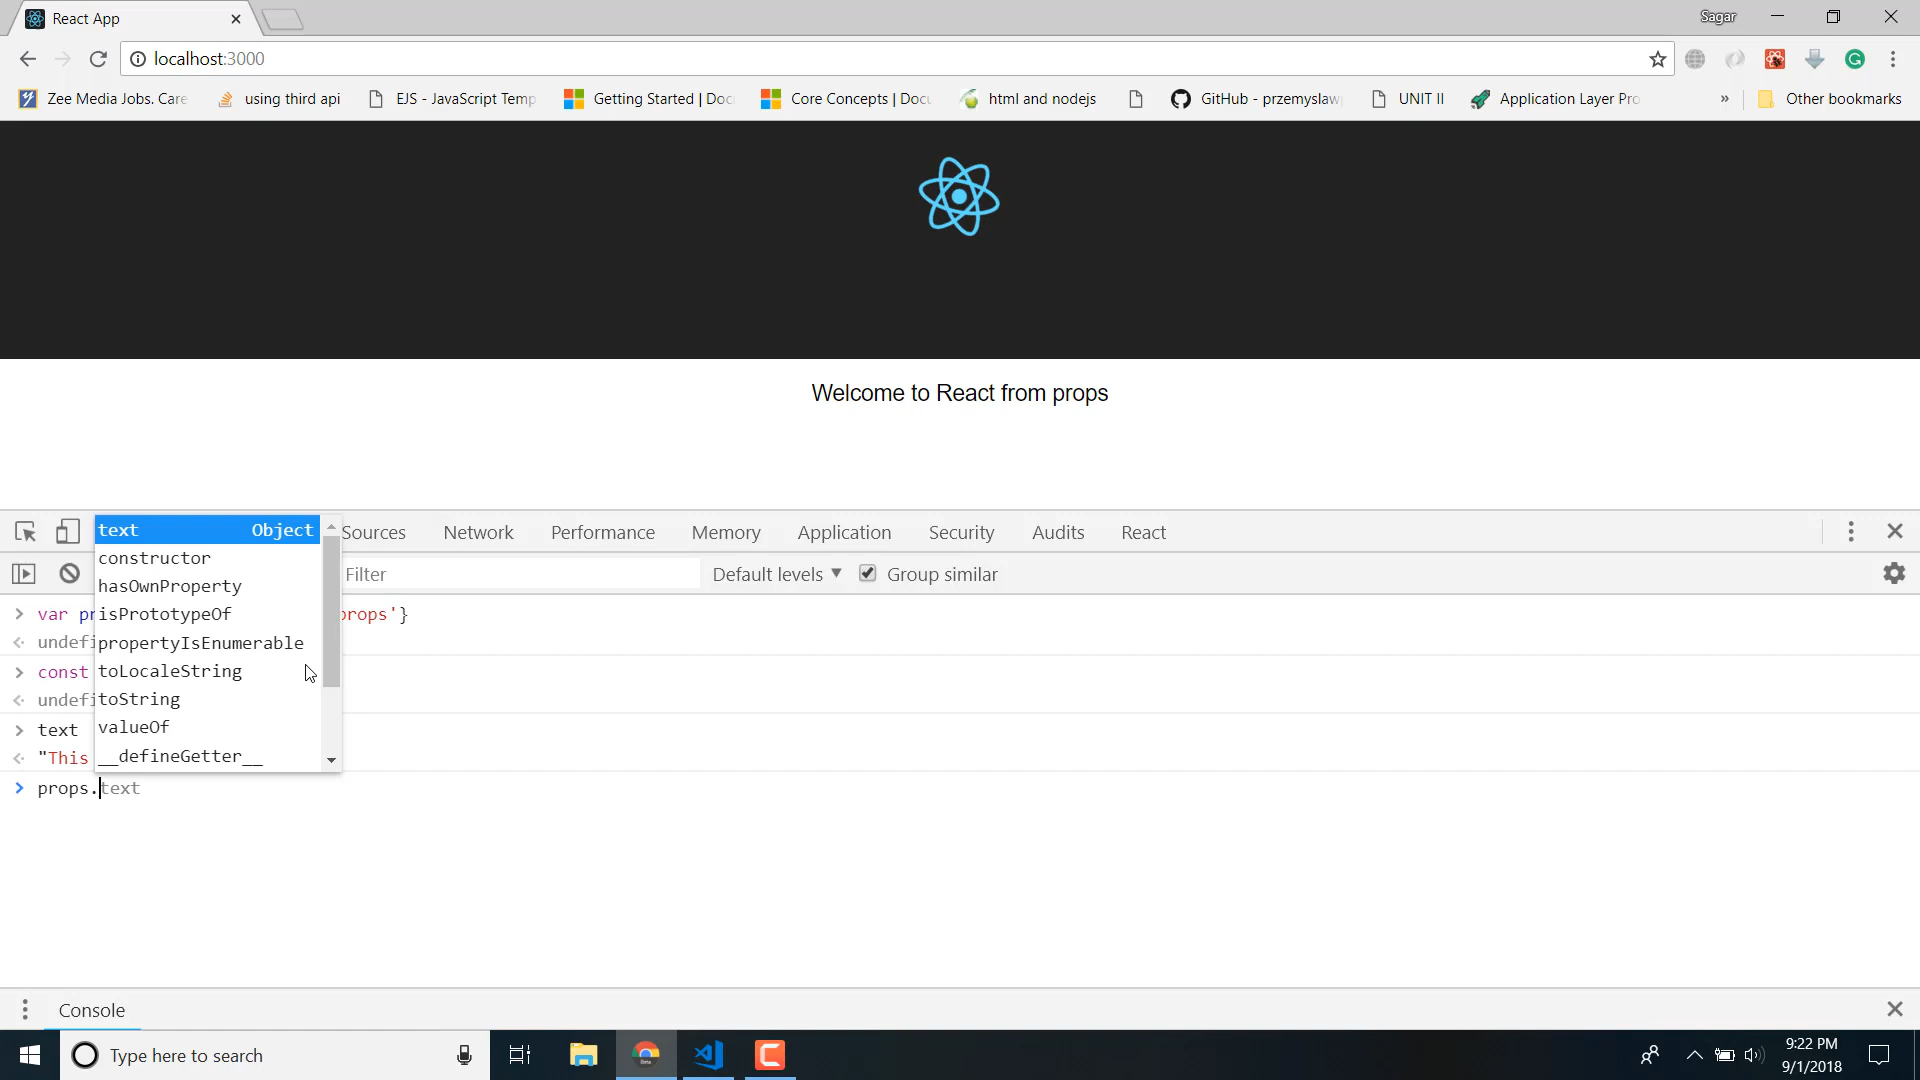 React App
Sagar
localhost:3000
Zee Media Jobs. Care
using third api
EJS - JavaScript Temp
Getting Started | Doc
Core Concepts | Docu
html and nodejs
GitHub - przemyslaw
UNIT II
Application Layer Pro
»
Other bookmarks
Welcome to React from props
Sources
Network
Performance
Memory
Application
Security
Audits
React
Filter
Default levels
Group similar
text Object
constructor
hasOwnProperty
isPrototypeOf
propertyIsEnumerable
toLocaleString
toString
valueOf
__defineGetter__
> var pr
props'}
undefi
> const
undefi
> text
"This
> props.text
Console
Type here to search
9:22 PM
9/1/2018